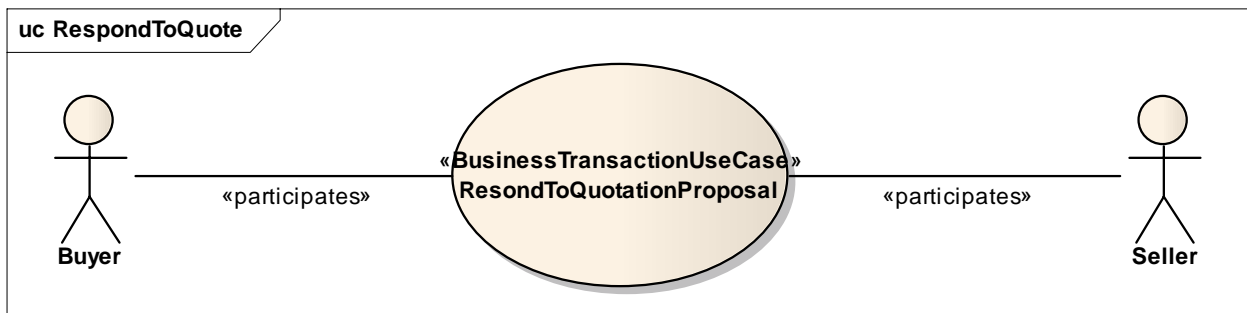 uc RespondToQuote
«BusinessTransactionUseCase»
ResondToQuotationProposal
«participates»
«participates»
Buyer
Seller